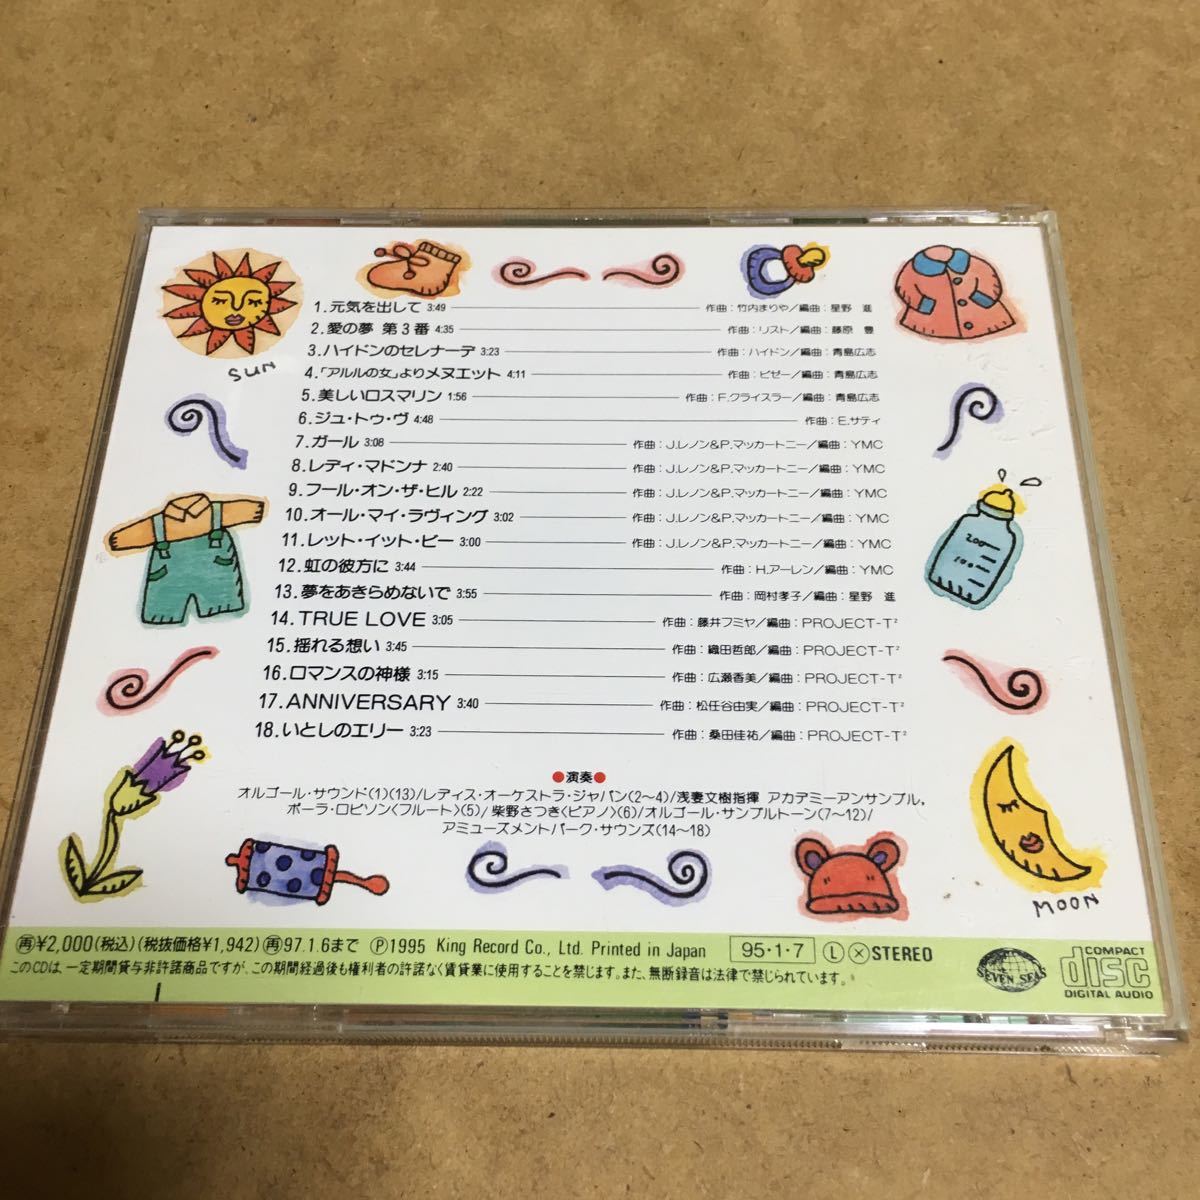 SUN
1.元気を出して 3:49 作曲：竹内まりや／編曲：星野 進
2.愛の夢 第3番 4:35 作曲：リスト／編曲：藤原 豊
3.ハイドンのセレナーデ 3:23 作曲：ハイドン／編曲：青島広志
4.「アルルの女」よりメヌエット 4:11 作曲：ビゼー／編曲：青島広志
5.美しいロスマリン 1:56 作曲：F.クライスラー／編曲：青島広志
6.ジュ・トゥ・ヴ 4:48 作曲：E.サティ
7.ガール 3:08 作曲：J.レノン&P.マッカートニー／編曲：YMC
8.レディ・マドンナ 2:40 作曲：J.レノン&P.マッカートニー／編曲：YMC
9.フール・オン・ザ・ヒル 2:22 作曲：J.レノン&P.マッカートニー／編曲：YMC
10.オール・マイ・ラヴィング 3:02 作曲：J.レノン&P.マッカートニー／編曲：YMC
11.レット・イット・ビー 3:00 作曲：J.レノン&P.マッカートニー／編曲：YMC
12.虹の彼方に 3:44 作曲：H.アーレン／編曲：YMC
13.夢をあきらめないで 3:55 作曲：岡村孝子／編曲：星野 進
14.TRUE LOVE 3:05 作曲：藤井フミヤ／編曲：PROJECT-T²
15.揺れる想い 3:45 作曲：織田哲郎／編曲：PROJECT-T²
16.ロマンスの神様 3:15 作曲：広瀬香美／編曲：PROJECT-T²
17.ANNIVERSARY 3:40 作曲：松任谷由実／編曲：PROJECT-T²
18.いとしのエリー 3:23 作曲：桑田佳祐／編曲：PROJECT-T²
200
100
●演奏●
オルゴール・サウンド(1)(13)／レディス・オーケストラ・ジャパン(2〜4)／浅妻文樹指揮 アカデミーアンサンブル,
ポーラ・ロビソン〈フルート〉(5)／柴野さつき〈ピアノ〉(6)／オルゴール・サンプルトーン(7〜12)／
アミューズメントパーク・サウンズ(14〜18)
MOON
㊢¥2,000(税込)(税抜価格¥1,942)㊢97.1.6まで Ⓟ1995 King Record Co., Ltd. Printed in Japan 95・1・7 Ⓛ ⓧ STEREO
このCDは、一定期間貸与非許諾商品ですが、この期間経過後も権利者の許諾なく賃貸業に使用することを禁じます。また、無断録音は法律で禁じられています。
SEVEN SEAS
COMPACT
disc
DIGITAL AUDIO